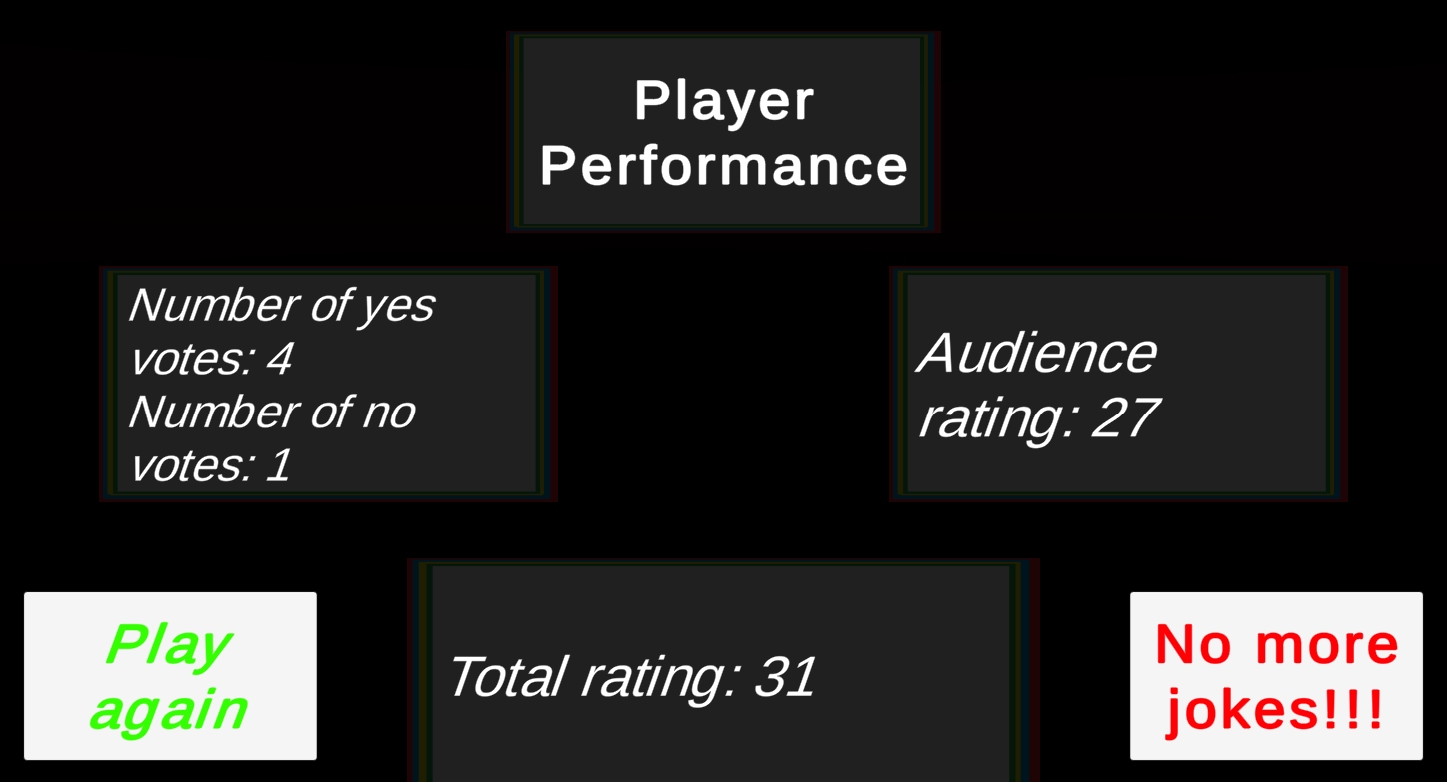 Player
Performance
Number of yes
votes: 4
Number of no
votes: 1
Audience
rating: 27
Total rating: 31
Play
again
No more
jokes!!!